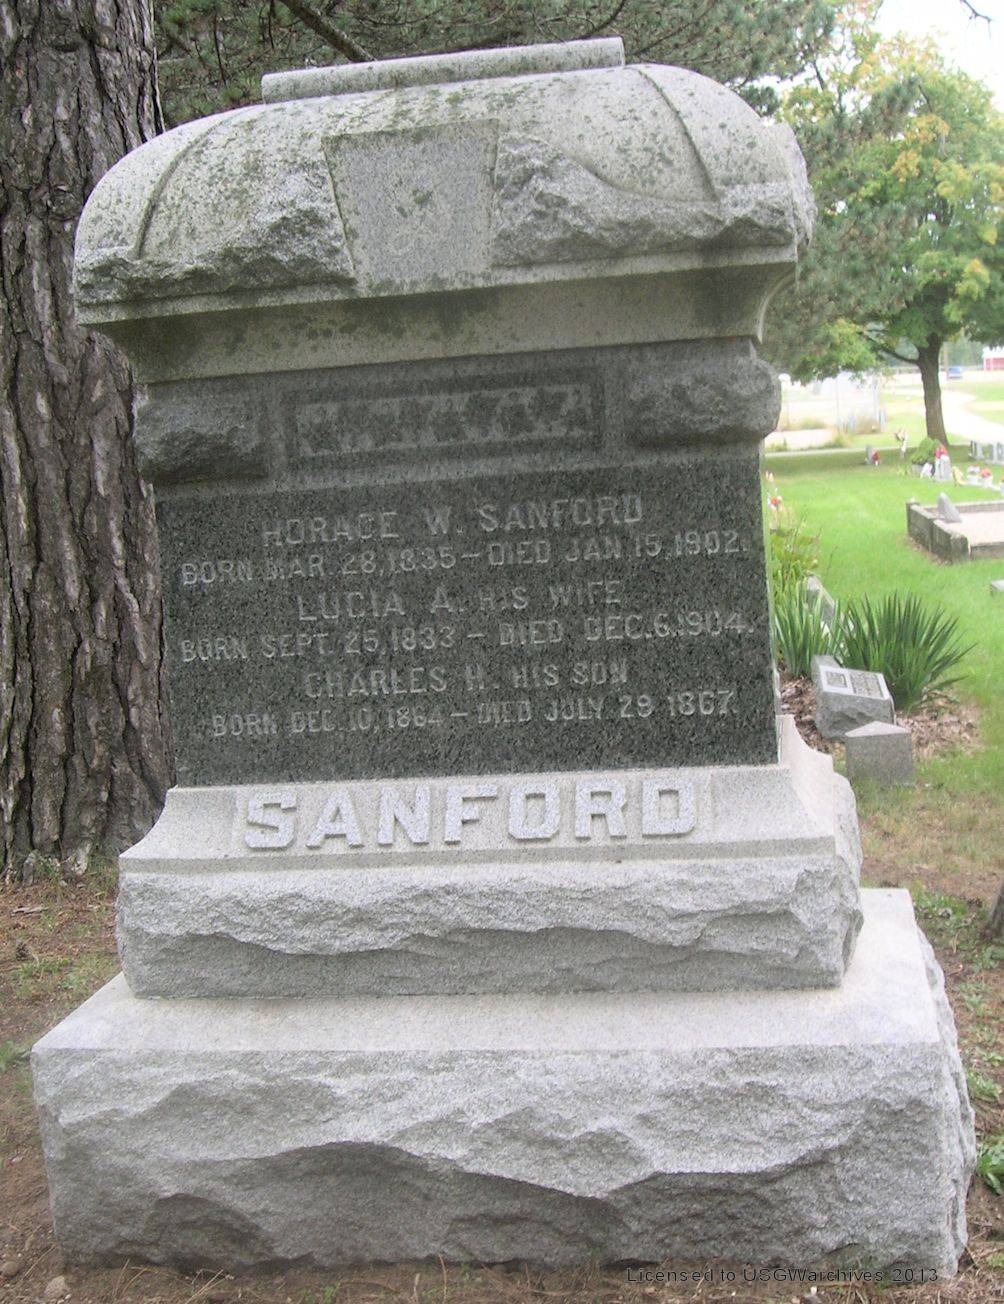 HORACE W. SANFORD
BORN MAR. 28, 1835 – DIED JAN. 15, 1902.
LUCIA A. HIS WIFE
BORN SEPT. 25, 1833 – DIED DEC. 6, 1904.
CHARLES H. HIS SON
BORN DEC. 10, 1864 – DIED JULY 29 1867.
SANFORD
Licensed to USGWarchives 2013